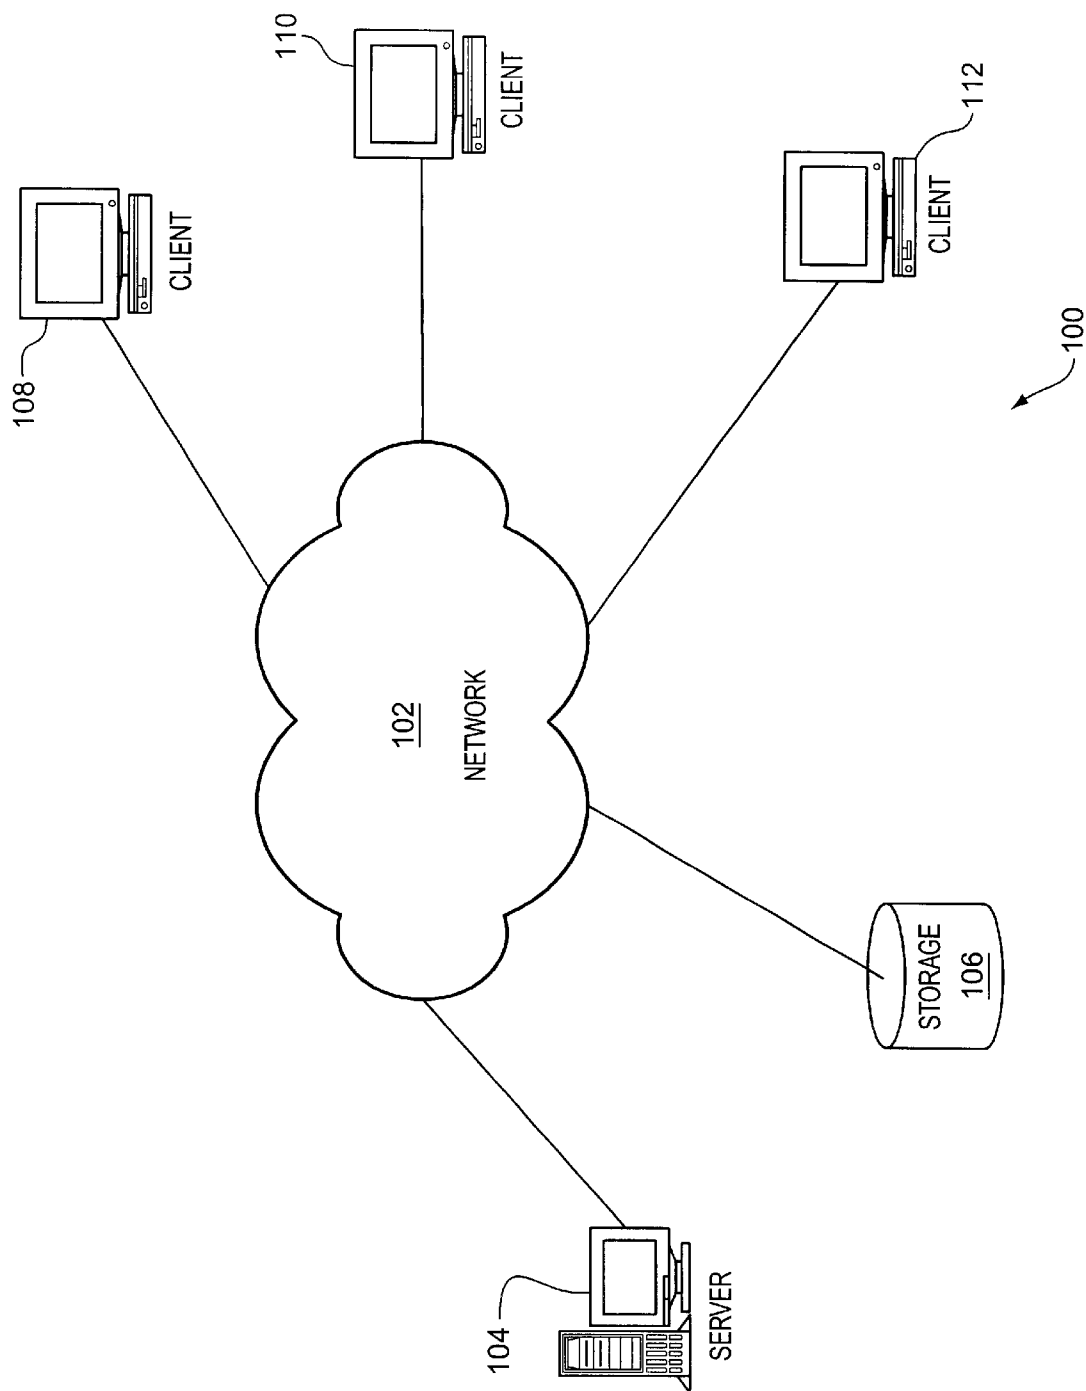 108
CLIENT
110
CLIENT
102
NETWORK
104
SERVER
STORAGE
106
CLIENT
112
100